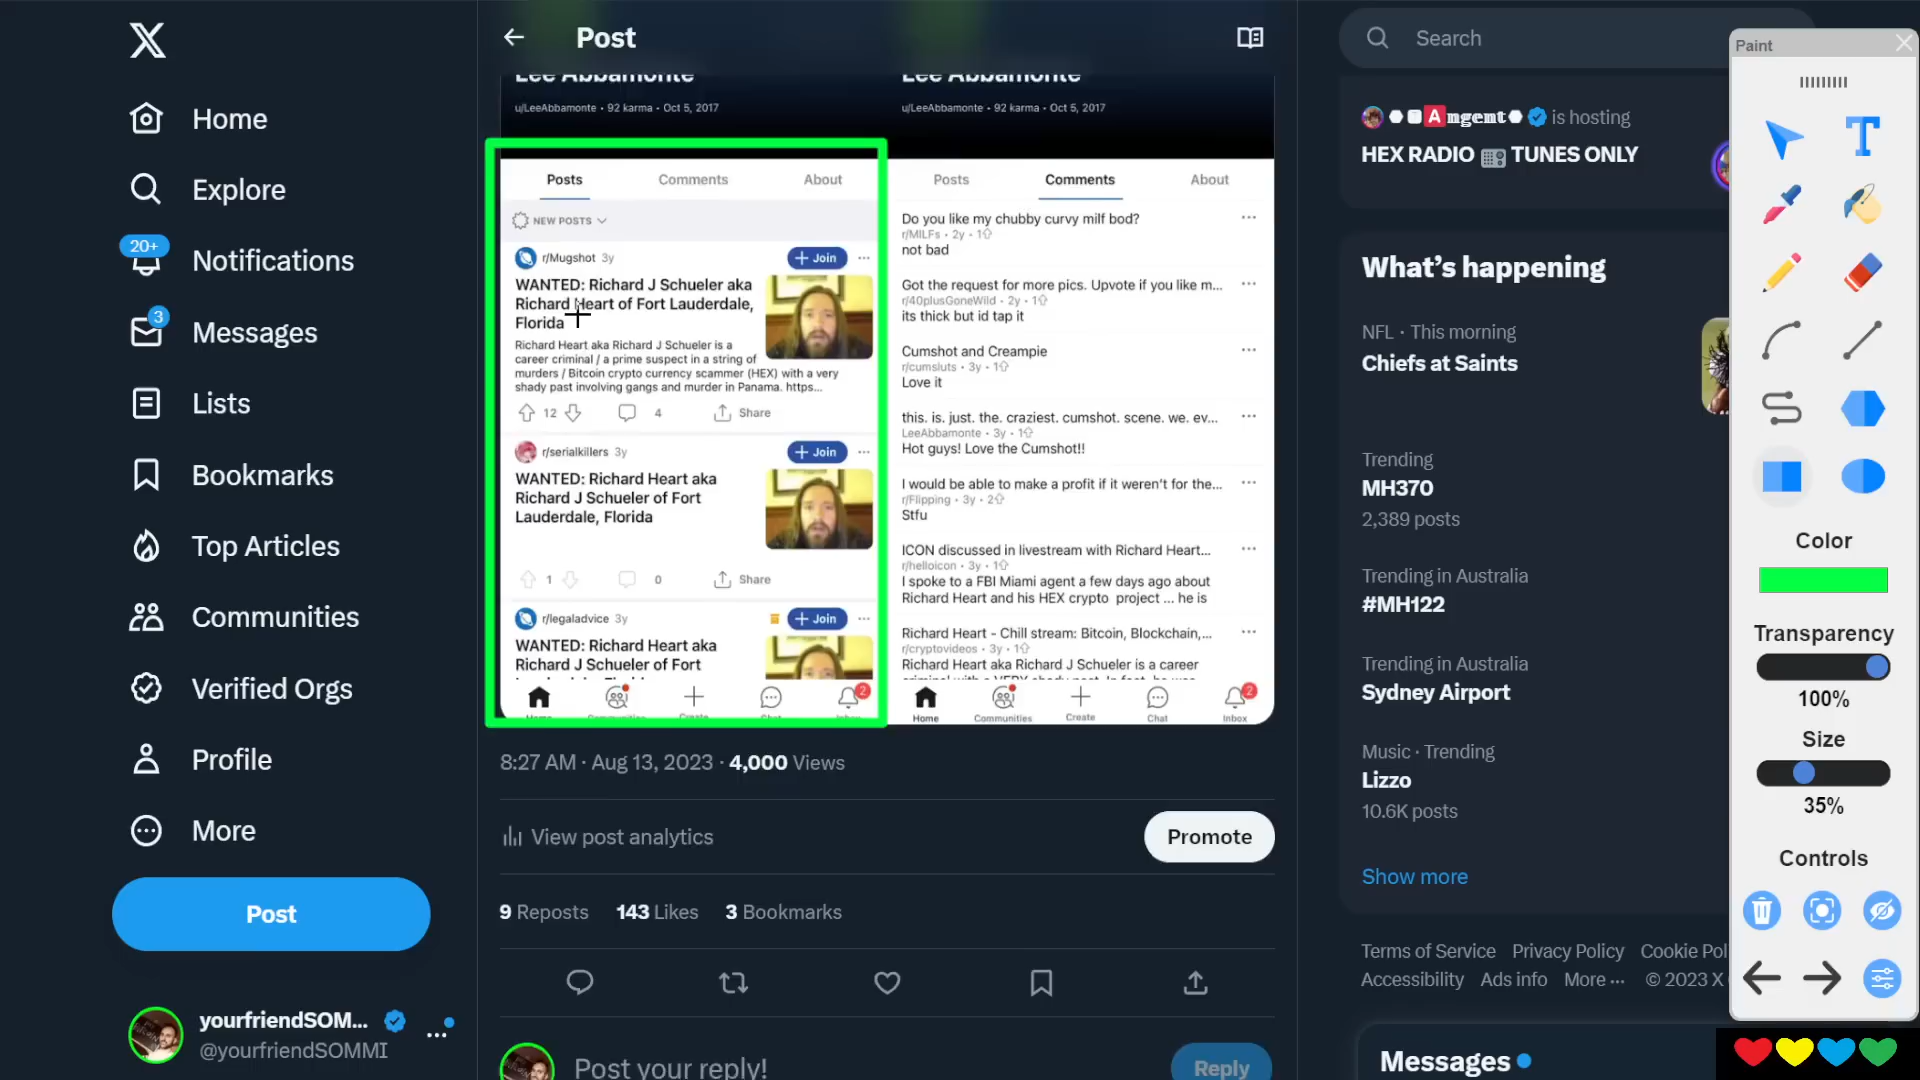 Home
Explore
20+
Notifications
3
Messages
Lists
Bookmarks
Top Articles
Communities
Verified Orgs
Profile
More
Post
yourfriendSOM...
@yourfriendSOMMI
Post
Lee Abbamonte
u/LeeAbbamonte • 92 karma • Oct 5, 2017
Posts
Comments
About
NEW POSTS
r/Mugshot 3y
+ Join
WANTED: Richard J Schueler aka
Richard Heart of Fort Lauderdale,
Florida
Richard Heart aka Richard J Schueler is a
career criminal / a prime suspect in a string of
murders / Bitcoin crypto currency scammer (HEX) with a very
shady past involving gangs and murder in Panama. https...
12
4
Share
r/serialkillers 3y
+ Join
WANTED: Richard Heart aka
Richard J Schueler of Fort
Lauderdale, Florida
1
0
Share
r/legaladvice 3y
+ Join
WANTED: Richard Heart aka
Richard J Schueler of Fort
2
Lee Abbamonte
u/LeeAbbamonte • 92 karma • Oct 5, 2017
Posts
Comments
About
Do you like my chubby curvy milf bod?
r/MILFs • 2y • 1
not bad
Got the request for more pics. Upvote if you like m...
r/40plusGoneWild • 2y • 1
its thick but id tap it
Cumshot and Creampie
r/cumsluts • 3y • 1
Love it
this. is. just. the. craziest. cumshot. scene. we. ev...
LeeAbbamonte • 3y • 1
Hot guys! Love the Cumshot!!
I would be able to make a profit if it weren't for the...
r/Flipping • 3y • 2
Stfu
ICON discussed in livestream with Richard Heart...
r/helloicon • 3y • 1
I spoke to a FBI Miami agent a few days ago about
Richard Heart and his HEX crypto project ... he is
Richard Heart - Chill stream: Bitcoin, Blockchain,...
r/cryptovideos • 3y • 1
Richard Heart aka Richard J Schueler is a career
Home
Communities
Create
Chat
Inbox
2
8:27 AM · Aug 13, 2023 · 4,000 Views
View post analytics
Promote
9 Reposts 143 Likes 3 Bookmarks
Post your reply!
Reply
Search
A𝖓𝖌𝖊𝖓𝖙 is hosting
HEX RADIO TUNES ONLY
What's happening
NFL · This morning
Chiefs at Saints
Trending
MH370
2,389 posts
Trending in Australia
#MH122
Trending in Australia
Sydney Airport
Music · Trending
Lizzo
10.6K posts
Show more
Terms of Service Privacy Policy Cookie Pol
Accessibility Ads info More ··· © 2023 X
Messages
Paint
T
Color
Transparency
100%
Size
35%
Controls